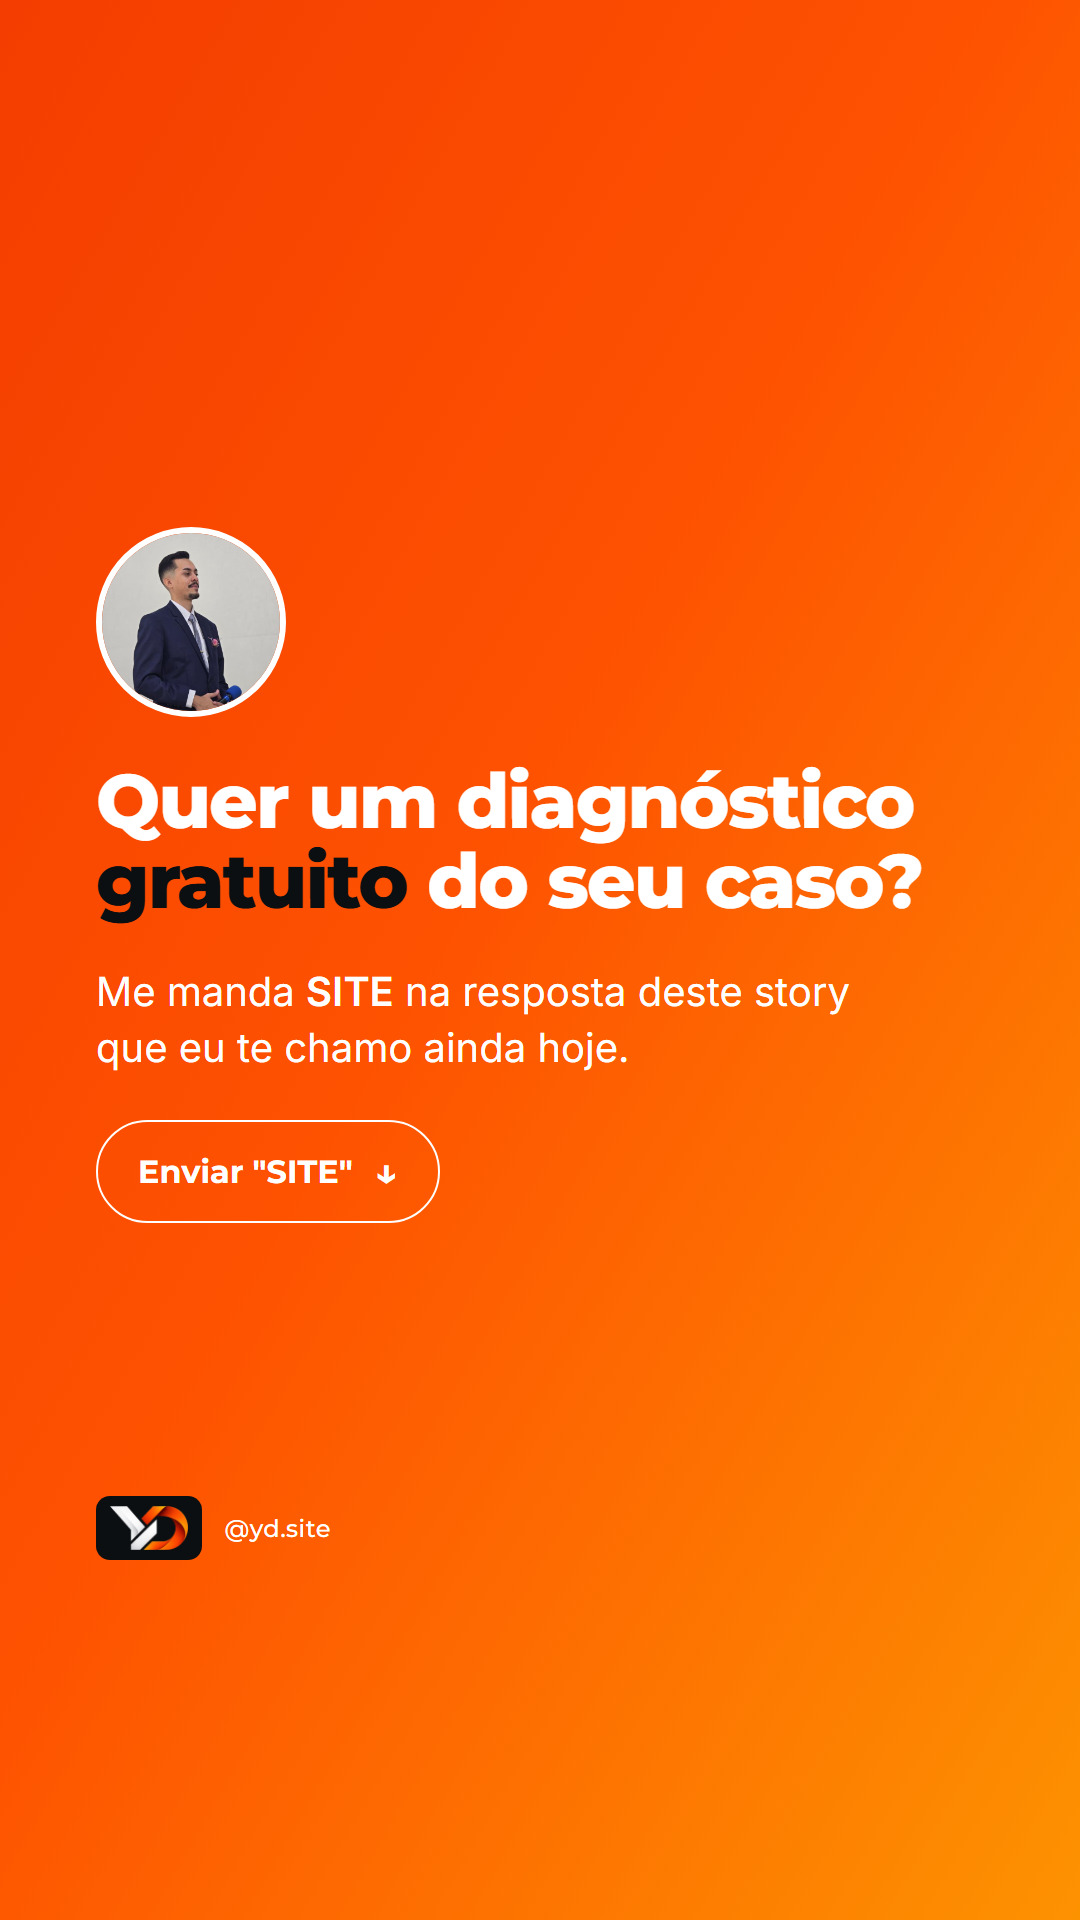 Quer um diagnóstico
gratuito do seu caso?
Me manda SITE na resposta deste story
que eu te chamo ainda hoje.
Enviar "SITE" ↓
YD
@yd.site